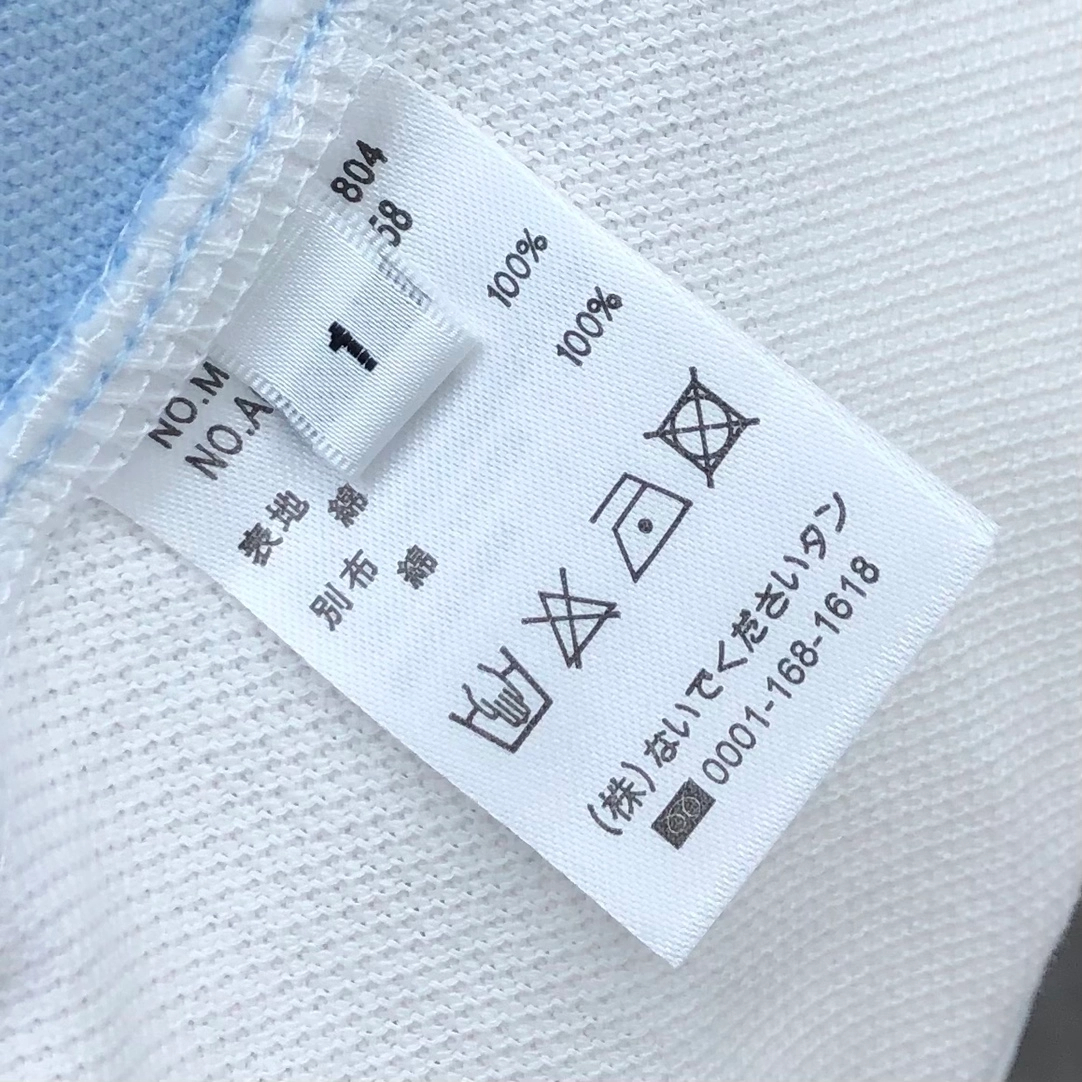 NO.M 804
NO.A 58
1
表地 綿 100%
別布 綿 100%
(株)ないでくださいタン
0001-168-1618